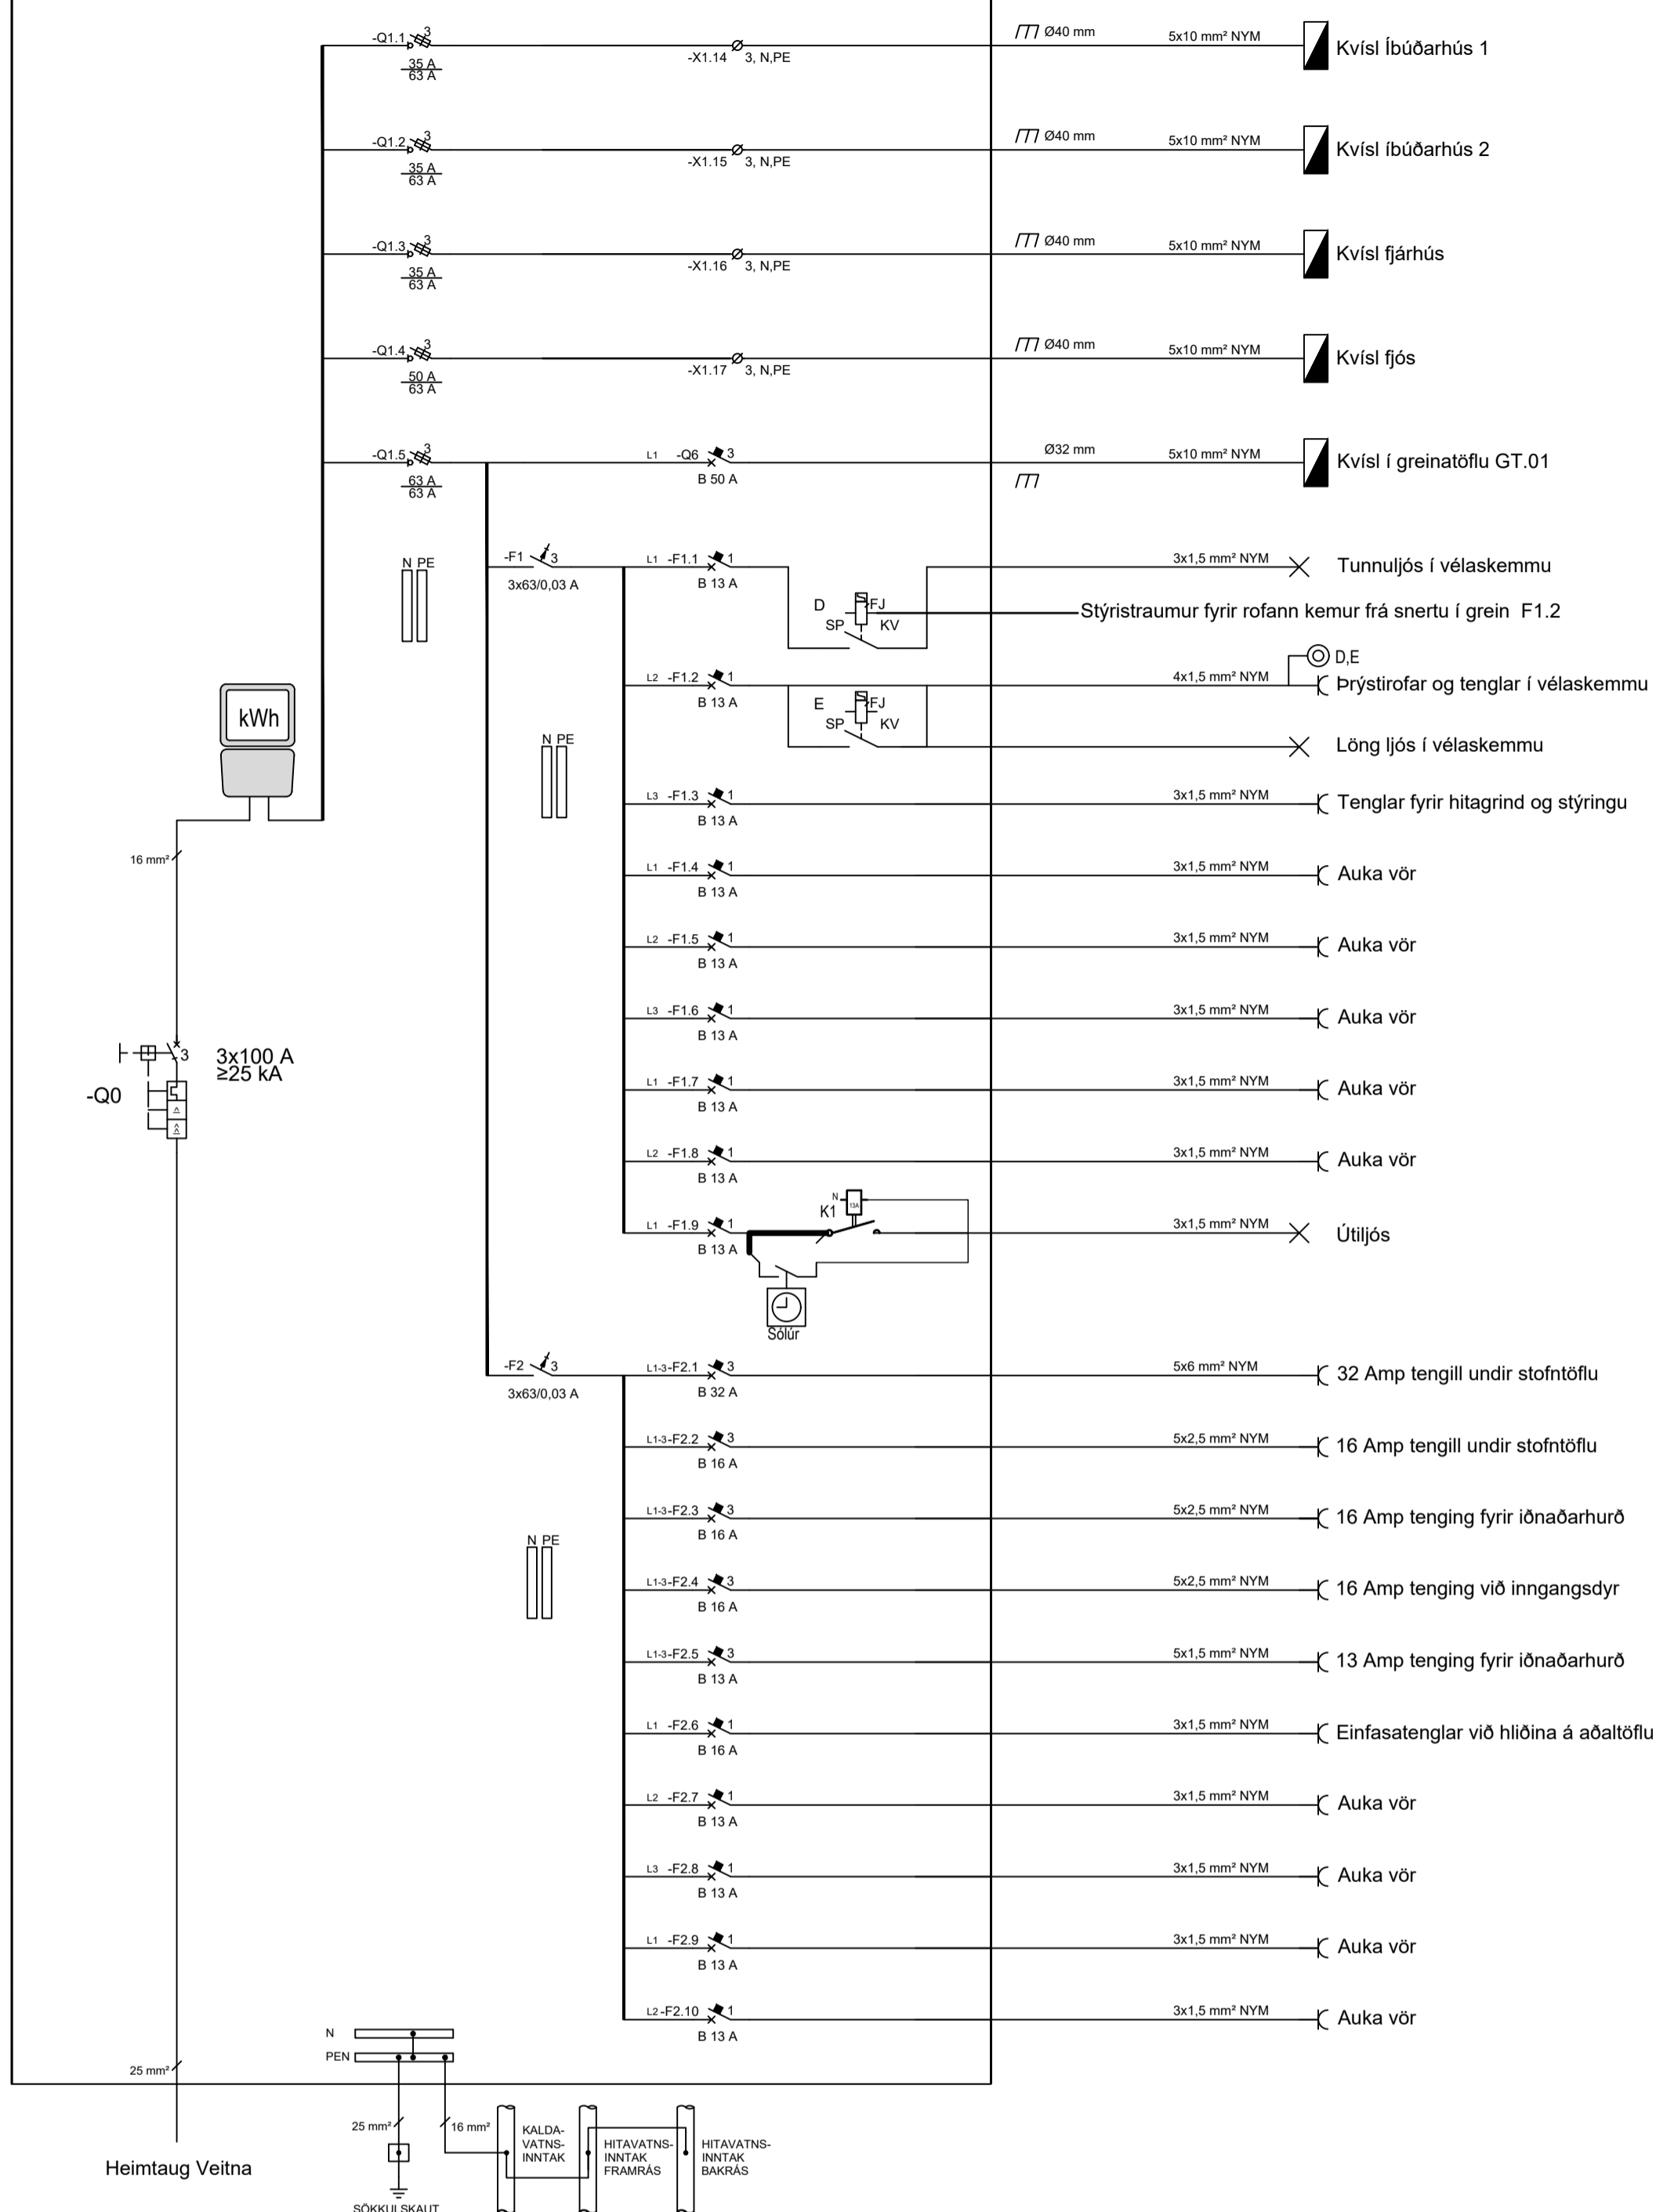 -Q1.1 3
35 A
63 A
-X1.14 3, N,PE
Ø40 mm
5x10 mm² NYM
Kvísl Íbúðarhús 1
-Q1.2 3
35 A
63 A
-X1.15 3, N,PE
Ø40 mm
5x10 mm² NYM
Kvísl íbúðarhús 2
-Q1.3 3
35 A
63 A
-X1.16 3, N,PE
Ø40 mm
5x10 mm² NYM
Kvísl fjárhús
-Q1.4 3
50 A
63 A
-X1.17 3, N,PE
Ø40 mm
5x10 mm² NYM
Kvísl fjós
-Q1.5 3
63 A
63 A
L1 -Q6 3
B 50 A
Ø32 mm
5x10 mm² NYM
Kvísl í greinatöflu GT.01
N PE
-F1 3
3x63/0,03 A
L1 -F1.1 1
B 13 A
3x1,5 mm² NYM
Tunnuljós í vélaskemmu
D FJ
SP KV
Stýristraumur fyrir rofann kemur frá snertu í grein F1.2
D,E
L2 -F1.2 1
B 13 A
4x1,5 mm² NYM
Þrýstirofar og tenglar í vélaskemmu
E FJ
SP KV
Löng ljós í vélaskemmu
kWh
N PE
L3 -F1.3 1
B 13 A
3x1,5 mm² NYM
Tenglar fyrir hitagrind og stýringu
16 mm²
L1 -F1.4 1
B 13 A
3x1,5 mm² NYM
Auka vör
L2 -F1.5 1
B 13 A
3x1,5 mm² NYM
Auka vör
L3 -F1.6 1
B 13 A
3x1,5 mm² NYM
Auka vör
3
3x100 A
≥25 kA
-Q0
L1 -F1.7 1
B 13 A
3x1,5 mm² NYM
Auka vör
L2 -F1.8 1
B 13 A
3x1,5 mm² NYM
Auka vör
N
13A
K1
L1 -F1.9 1
B 13 A
3x1,5 mm² NYM
Útiljós
Sólúr
-F2 3
3x63/0,03 A
L1-3-F2.1 3
B 32 A
5x6 mm² NYM
32 Amp tengill undir stofntöflu
L1-3-F2.2 3
B 16 A
5x2,5 mm² NYM
16 Amp tengill undir stofntöflu
L1-3-F2.3 3
B 16 A
5x2,5 mm² NYM
16 Amp tenging fyrir iðnaðarhurð
N PE
L1-3-F2.4 3
B 16 A
5x2,5 mm² NYM
16 Amp tenging við inngangsdyr
L1-3-F2.5 3
B 13 A
5x1,5 mm² NYM
13 Amp tenging fyrir iðnaðarhurð
L1 -F2.6 1
B 16 A
3x1,5 mm² NYM
Einfasatenglar við hliðina á aðaltöflu
L2 -F2.7 1
B 13 A
3x1,5 mm² NYM
Auka vör
L3 -F2.8 1
B 13 A
3x1,5 mm² NYM
Auka vör
L1 -F2.9 1
B 13 A
3x1,5 mm² NYM
Auka vör
L2-F2.10 1
B 13 A
3x1,5 mm² NYM
Auka vör
N
PEN
25 mm²
25 mm²
16 mm²
KALDA-
VATNS-
INNTAK
HITAVATNS-
INNTAK
FRAMRÁS
HITAVATNS-
INNTAK
BAKRÁS
Heimtaug Veitna
SÖKKULSKAUT